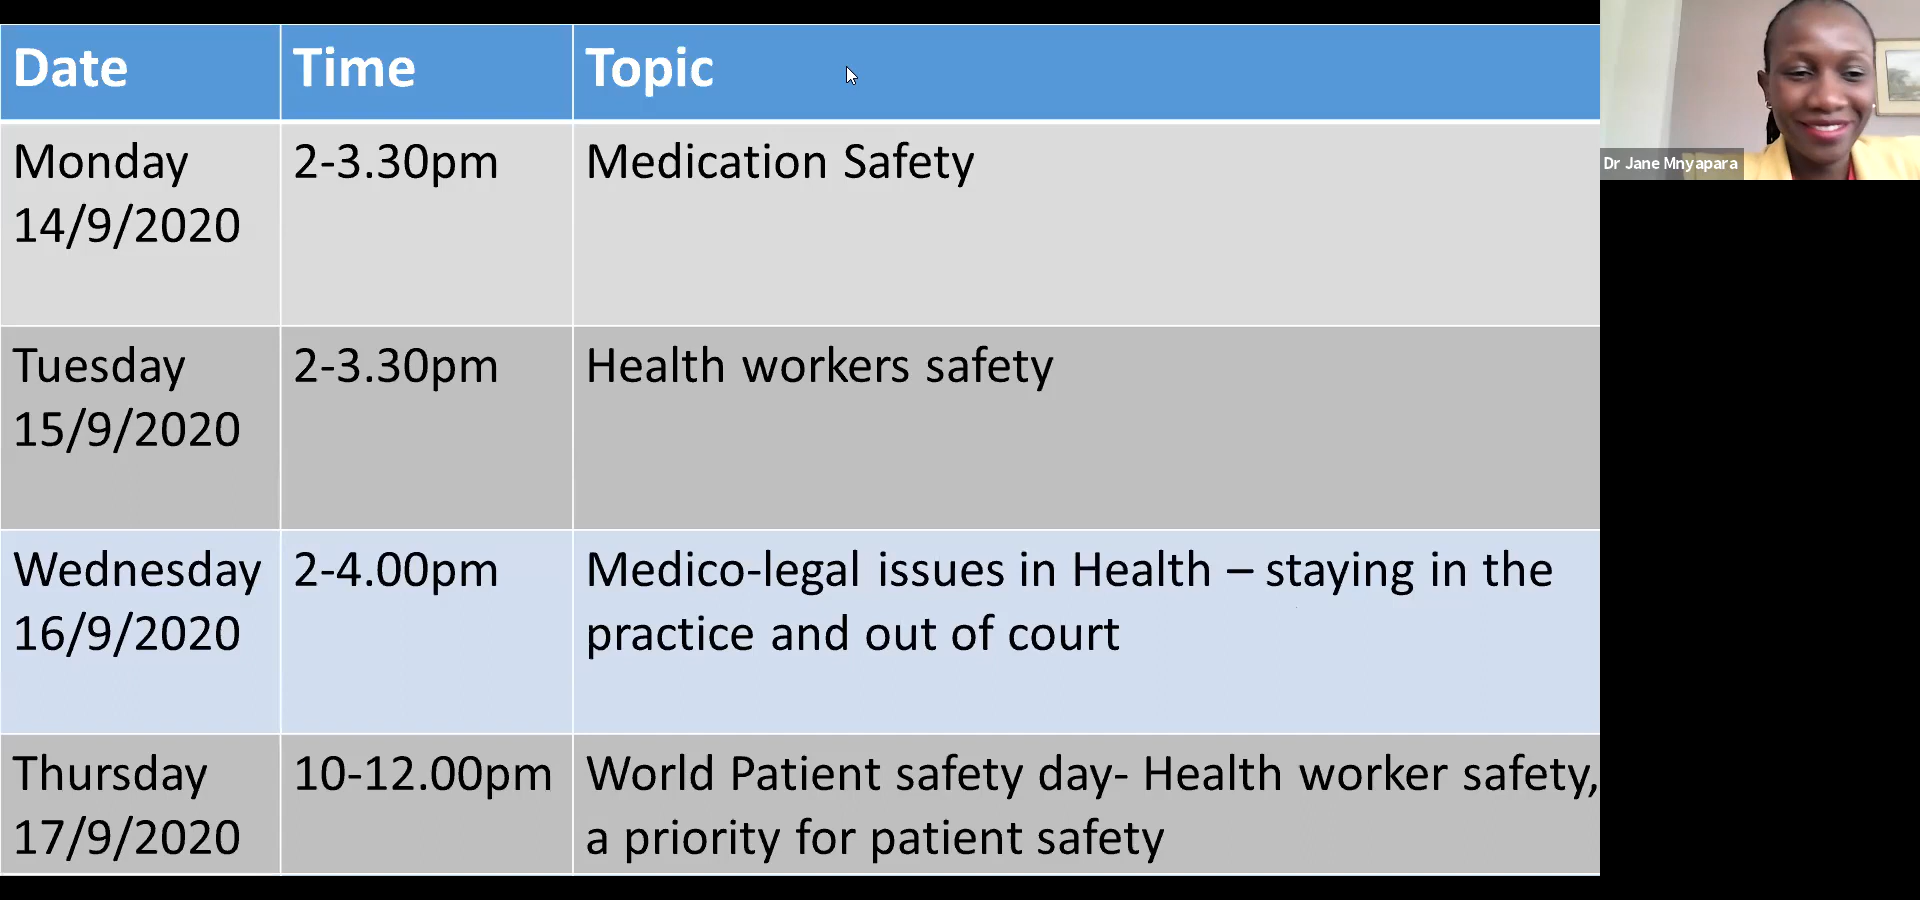 Date Time Topic
Monday 2-3.30pm Medication Safety
14/9/2020
Tuesday 2-3.30pm Health workers safety
15/9/2020
Wednesday 2-4.00pm Medico-legal issues in Health – staying in the
16/9/2020 practice and out of court
Thursday 10-12.00pm World Patient safety day- Health worker safety,
17/9/2020 a priority for patient safety
Dr Jane Mnyapara